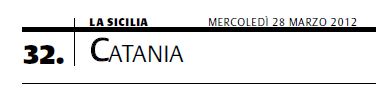 LA SICILIA MERCOLEDÌ 28 MARZO 2012
32. CATANIA